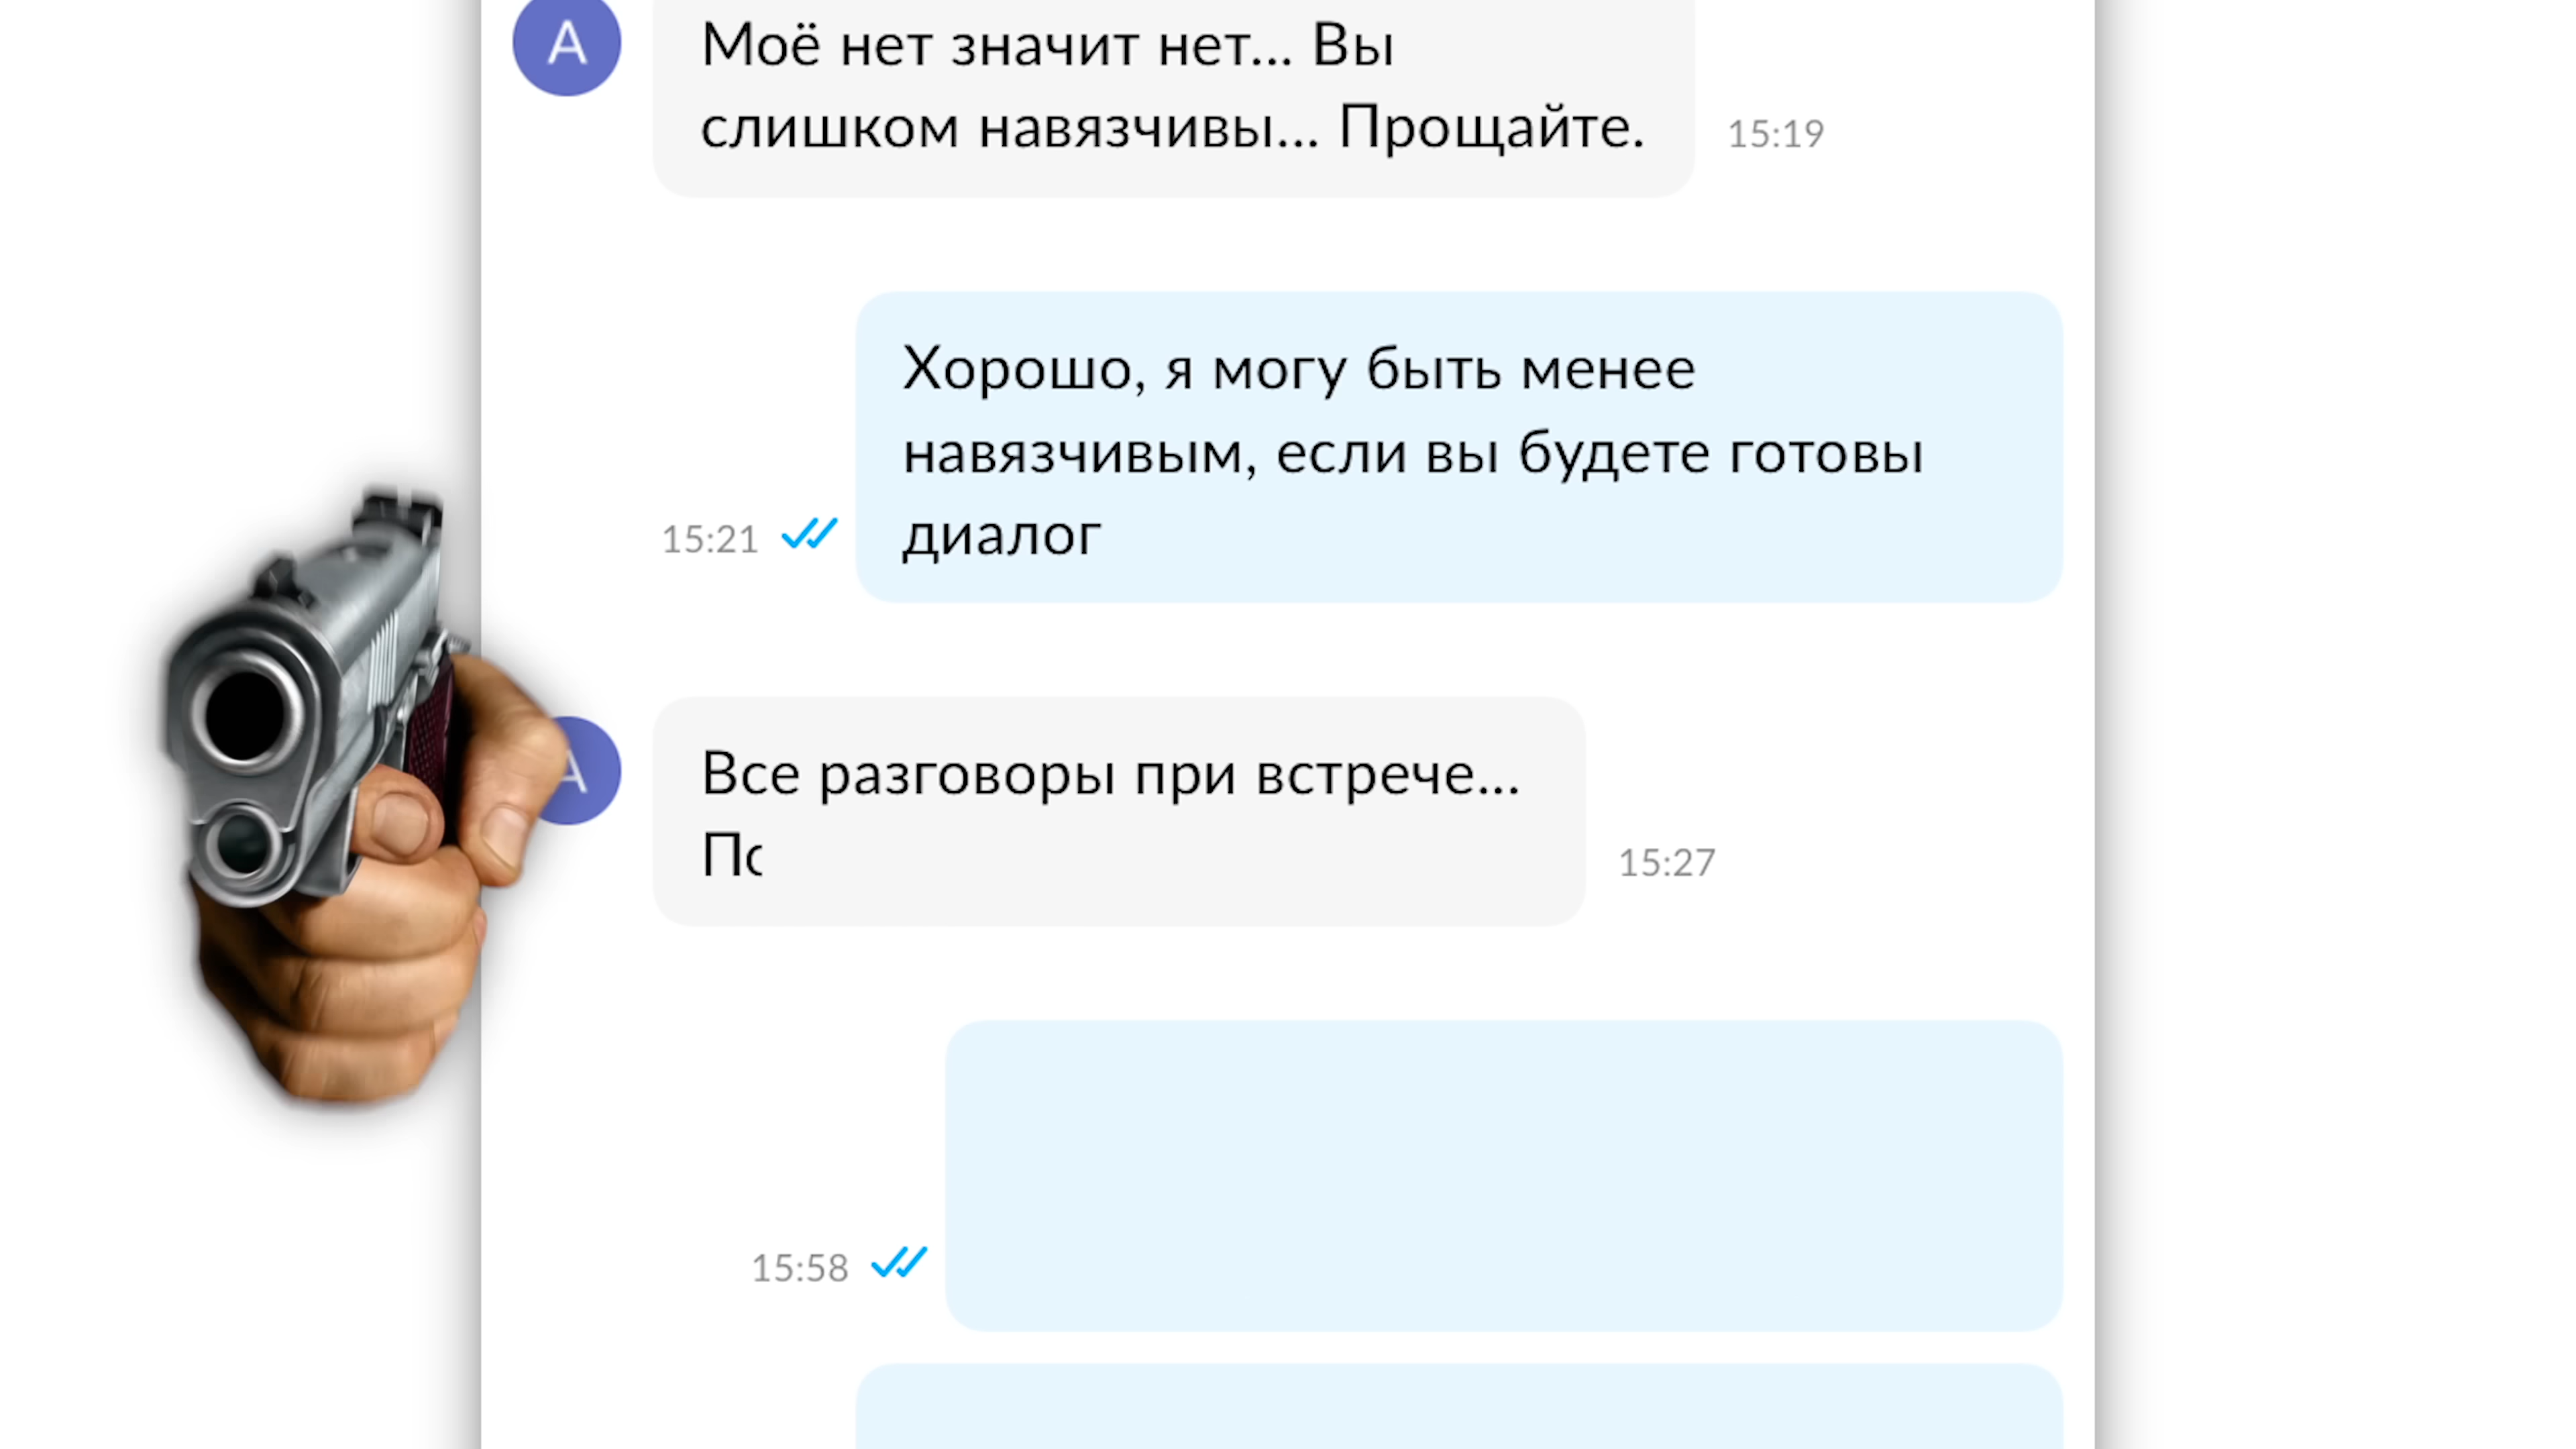 А
Моё нет значит нет... Вы
слишком навязчивы... Прощайте.
15:19
Хорошо, я могу быть менее
навязчивым, если вы будете готовы
диалог
15:21
А
Все разговоры при встрече...
15:27
15:58